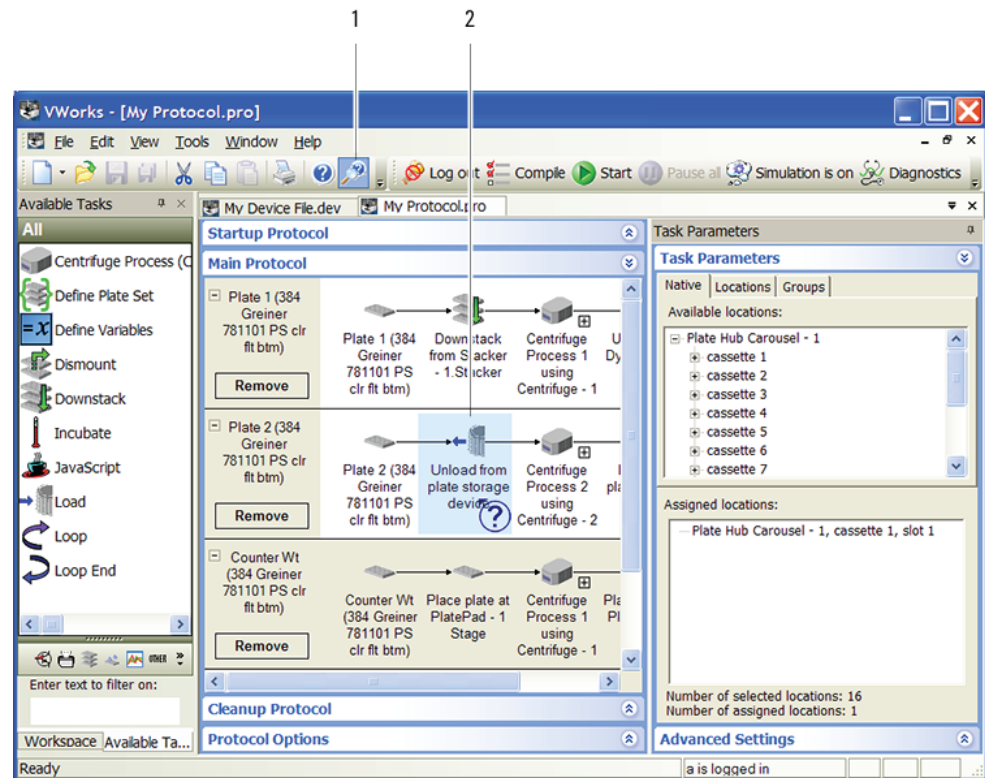 1 2
VWorks - [My Protocol.pro]
File Edit View Tools Window Help
Log out Compile Start Pause all Simulation is on Diagnostics
Available Tasks
All
Centrifuge Process (C
Define Plate Set
=x Define Variables
Dismount
Downstack
Incubate
JavaScript
Load
Loop
Loop End
OTHER
Enter text to filter on:
Workspace Available Ta...
My Device File.dev My Protocol.pro
Startup Protocol
Main Protocol
Plate 1 (384
Greiner
781101 PS clr
flt btm)
Remove
Plate 1 (384
Greiner
781101 PS
clr flt btm)
Downstack
from Stacker
- 1.Stacker
Centrifuge
Process 1
using
Centrifuge - 1
U
Dy
Plate 2 (384
Greiner
781101 PS clr
flt btm)
Remove
Plate 2 (384
Greiner
781101 PS
clr flt btm)
Unload from
plate storage
device
?
Centrifuge
Process 2
using
Centrifuge - 2
pla
Counter Wt
(384 Greiner
781101 PS clr
flt btm)
Remove
Counter Wt
(384 Greiner
781101 PS
clr flt btm)
Place plate at
PlatePad - 1
Stage
Centrifuge
Process 1
using
Centrifuge - 1
Pla
Pl
Cleanup Protocol
Protocol Options
Task Parameters
Task Parameters
Native Locations Groups
Available locations:
Plate Hub Carousel - 1
cassette 1
cassette 2
cassette 3
cassette 4
cassette 5
cassette 6
cassette 7
Assigned locations:
Plate Hub Carousel - 1, cassette 1, slot 1
Number of selected locations: 16
Number of assigned locations: 1
Advanced Settings
Ready
a is logged in